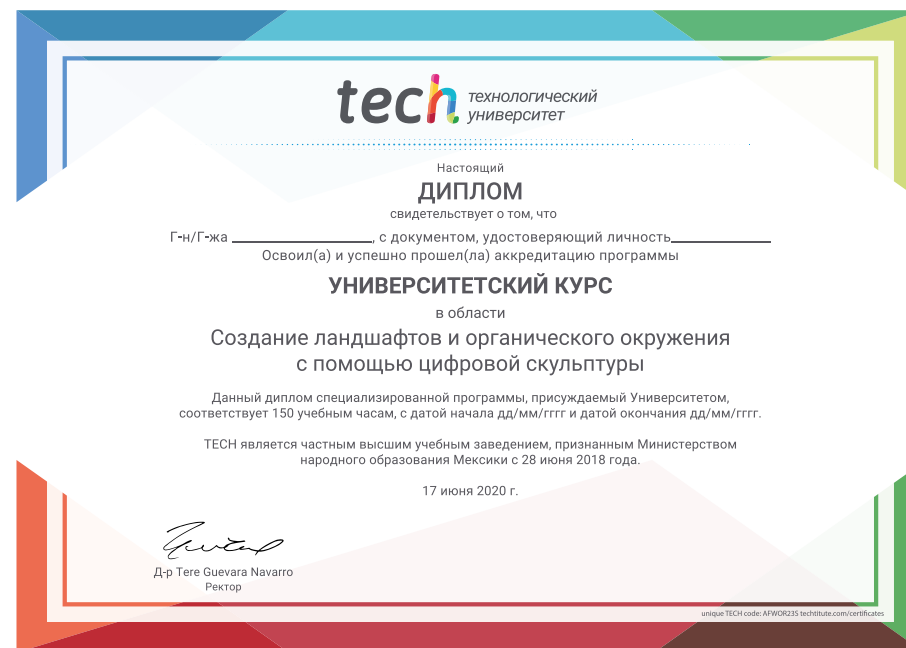 tech технологический
университет
Настоящий
ДИПЛОМ
свидетельствует о том, что
Г-н/Г-жа ____________________, с документом, удостоверяющий личность______________
Освоил(а) и успешно прошел(ла) аккредитацию программы
УНИВЕРСИТЕТСКИЙ КУРС
в области
Создание ландшафтов и органического окружения
с помощью цифровой скульптуры
Данный диплом специализированной программы, присуждаемый Университетом,
соответствует 150 учебным часам, с датой начала дд/мм/гггг и датой окончания дд/мм/гггг.
TECH является частным высшим учебным заведением, признанным Министерством
народного образования Мексики с 28 июня 2018 года.
17 июня 2020 г.
Д-р Tere Guevara Navarro
Ректор
unique TECH code: AFWOR23S techtitute.com/certificates